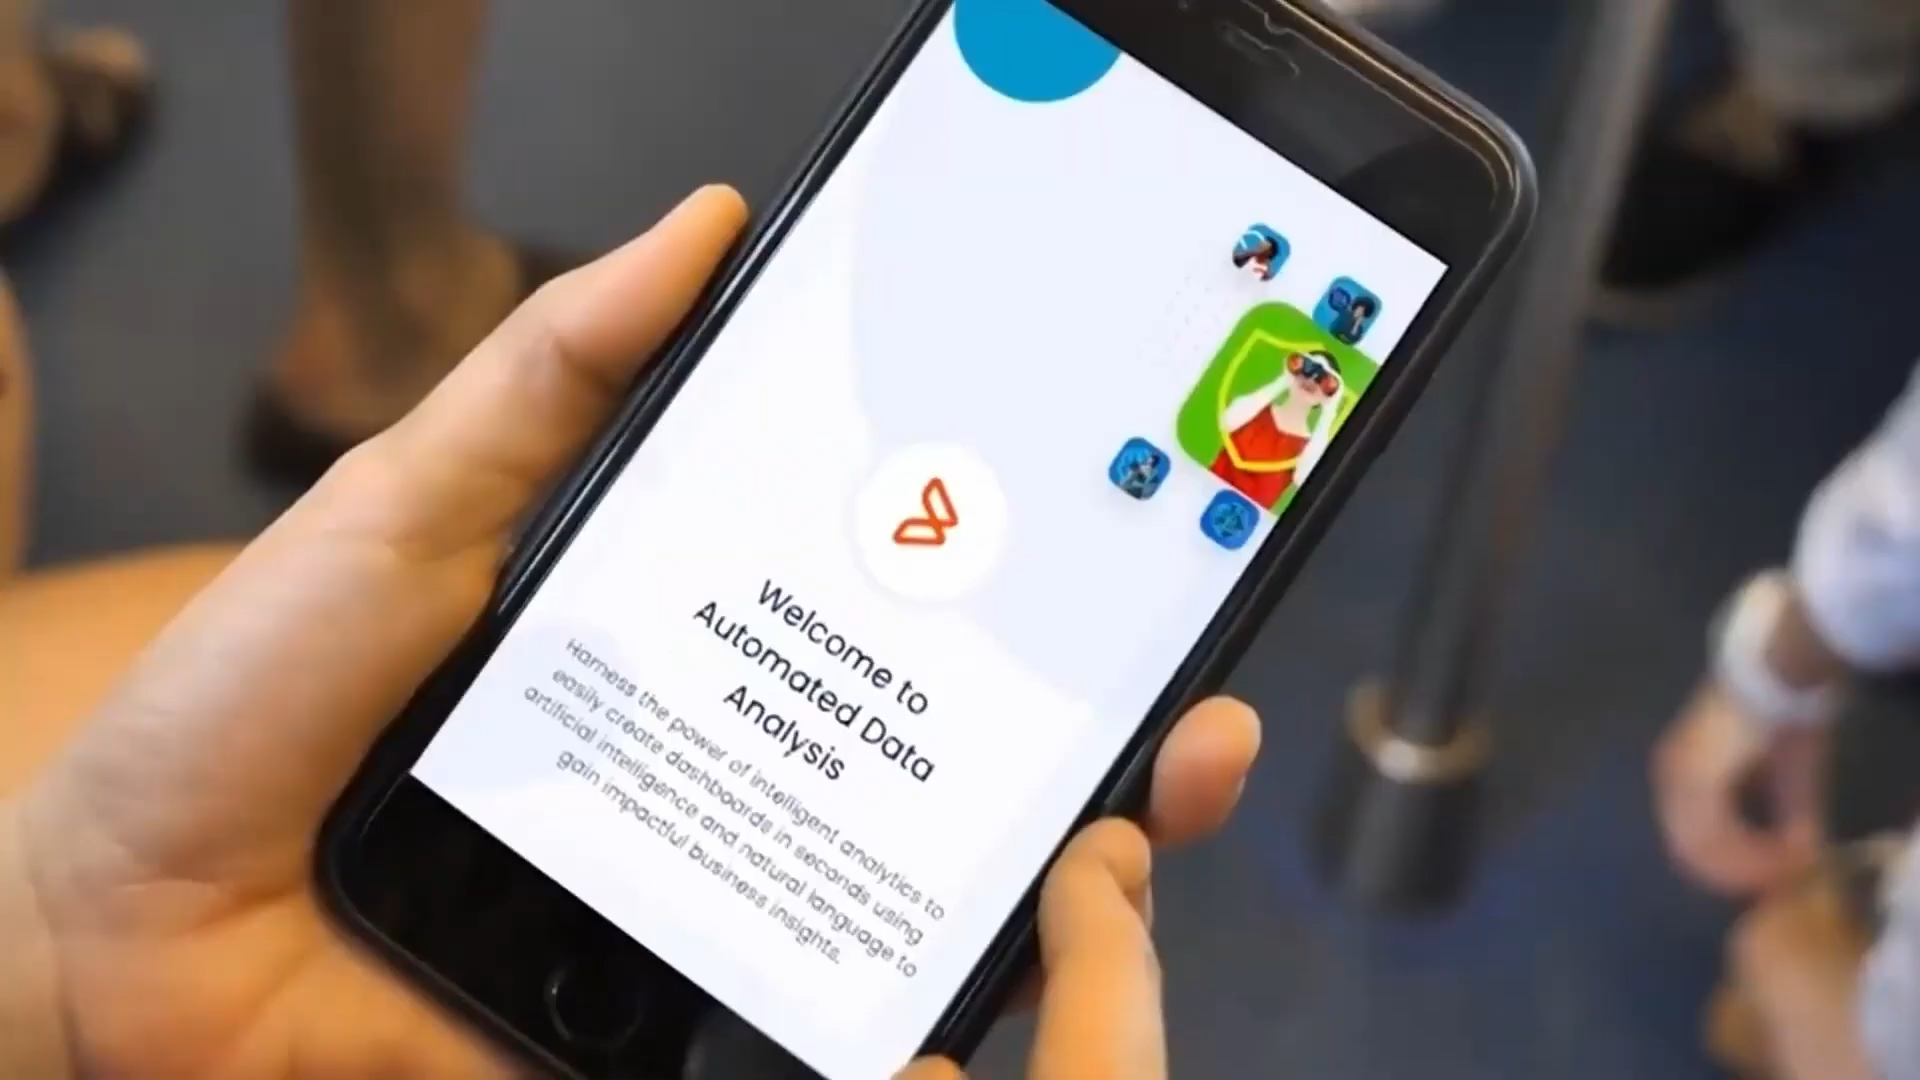 Welcome to
Automated Data
Analysis
Harness the power of intelligent analytics to
easily create dashboards in seconds using
artificial intelligence and natural language to
gain impactful business insights.